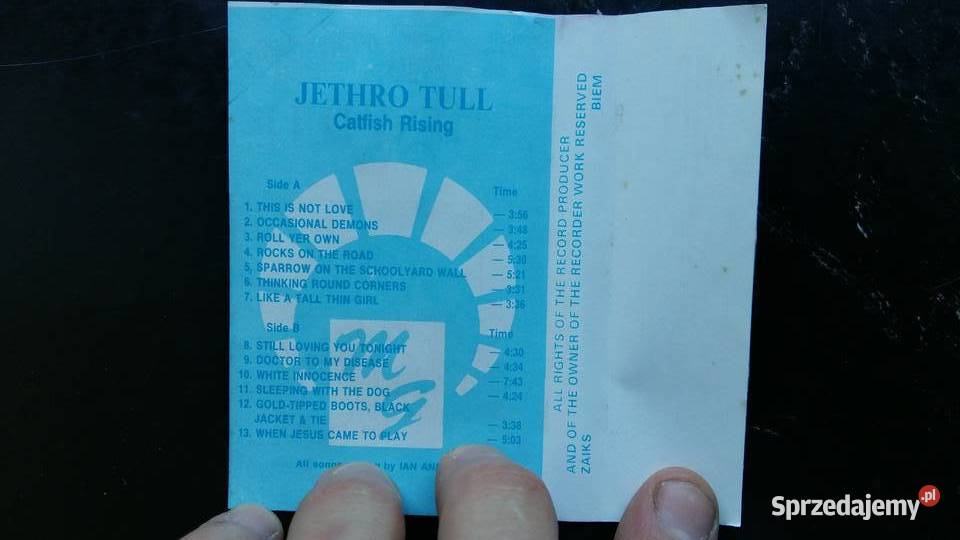 JETHRO TULL
Catfish Rising
Side A Time
1. THIS IS NOT LOVE — 3:56
2. OCCASIONAL DEMONS — 3:48
3. ROLL YER OWN — 4:25
4. ROCKS ON THE ROAD — 5:30
5. SPARROW ON THE SCHOOLYARD WALL — 5:21
6. THINKING ROUND CORNERS — 3:31
7. LIKE A TALL THIN GIRL — 3:36
Side B Time
8. STILL LOVING YOU TONIGHT — 4:30
9. DOCTOR TO MY DISEASE — 4:34
10. WHITE INNOCENCE — 7:43
11. SLEEPING WITH THE DOG — 4:24
12. GOLD-TIPPED BOOTS, BLACK
JACKET & TIE — 3:38
13. WHEN JESUS CAME TO PLAY — 5:03
MG
All songs by IAN
ALL RIGHTS OF THE RECORD PRODUCER
AND OF THE OWNER OF THE RECORDER WORK RESERVED
ZAIKS BIEM
Sprzedajemy.pl